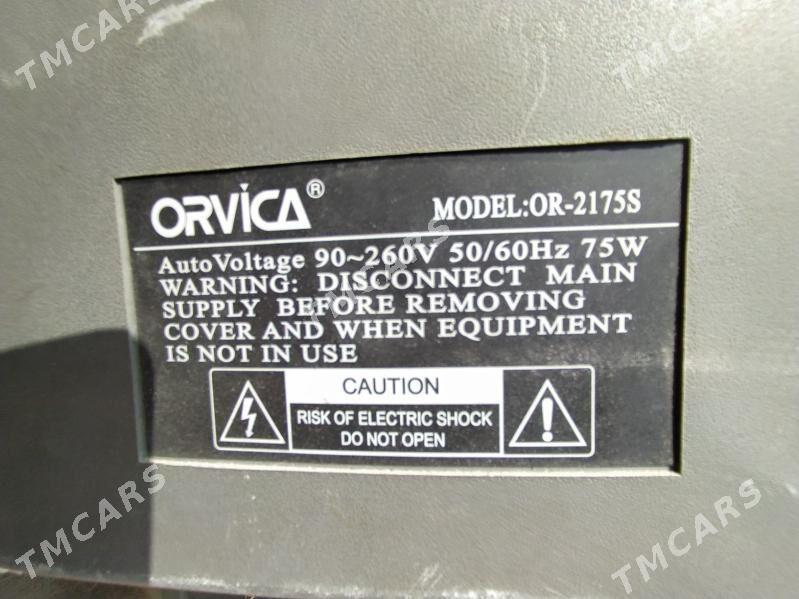 TMCARS
TMCARS
ORVICA® MODEL:OR-2175S
AutoVoltage 90~260V 50/60Hz 75W
WARNING: DISCONNECT MAIN
SUPPLY BEFORE REMOVING
COVER AND WHEN EQUIPMENT
IS NOT IN USE
TMCARS
CAUTION
RISK OF ELECTRIC SHOCK
DO NOT OPEN
TMCARS
TMCARS